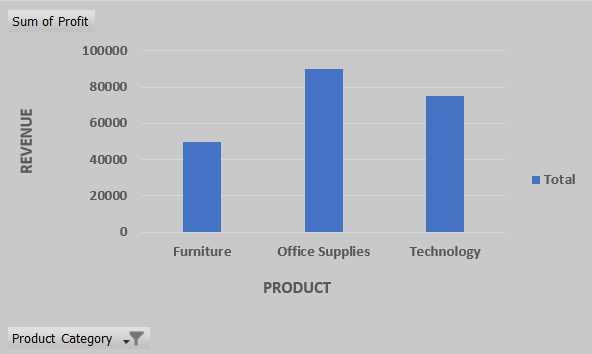 Sum of Profit
100000
80000
60000
40000
20000
0
REVENUE
Furniture
Office Supplies
Technology
PRODUCT
Total
Product Category